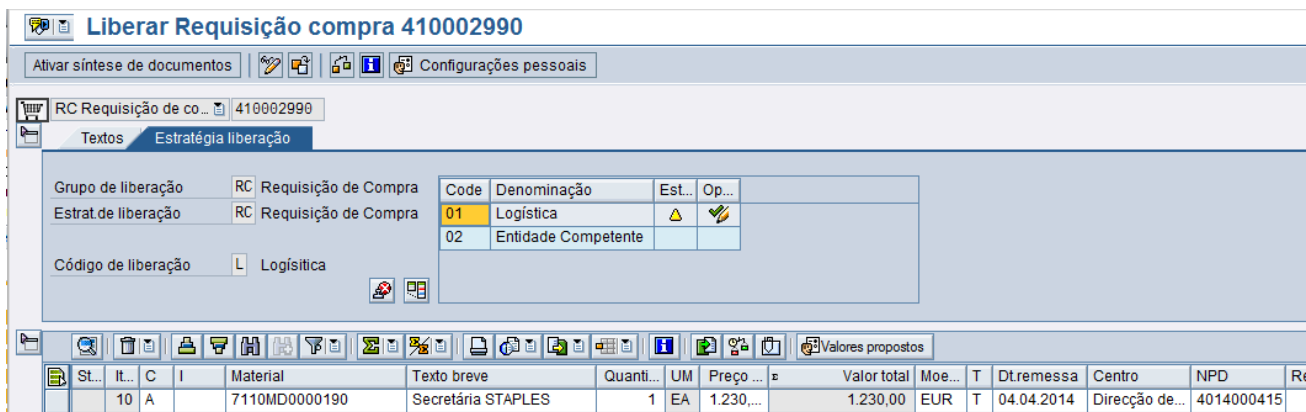 Liberar Requisição compra 410002990
Ativar síntese de documentos Configurações pessoais
RC Requisição de co... 410002990
Textos Estratégia liberação
Grupo de liberação RC Requisição de Compra Code Denominação Est... Op...
Estrat.de liberação RC Requisição de Compra 01 Logística
02 Entidade Competente
Código de liberação L Logísitica
Valores propostos
St... It... C I Material Texto breve Quanti... UM Preço ... Σ Valor total Moe... T Dt.remessa Centro NPD Re
10 A 7110MD0000190 Secretária STAPLES 1 EA 1.230,... 1.230,00 EUR T 04.04.2014 Direcção de... 4014000415